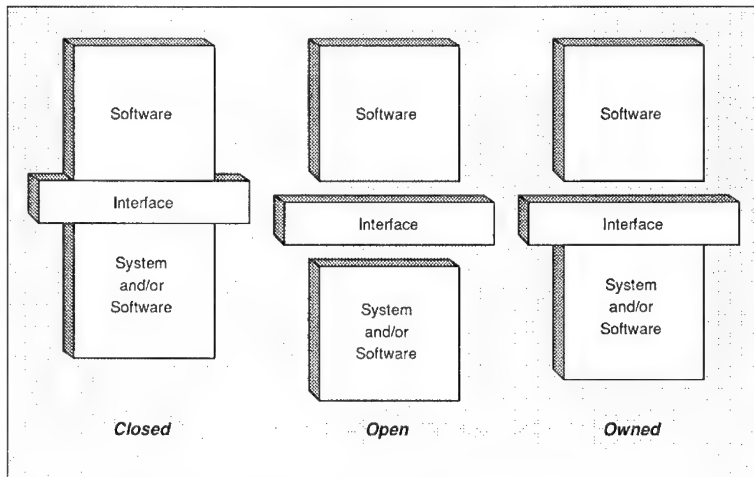 Software
Interface
System
and/or
Software
Closed
Software
Interface
System
and/or
Software
Open
Software
Interface
System
and/or
Software
Owned